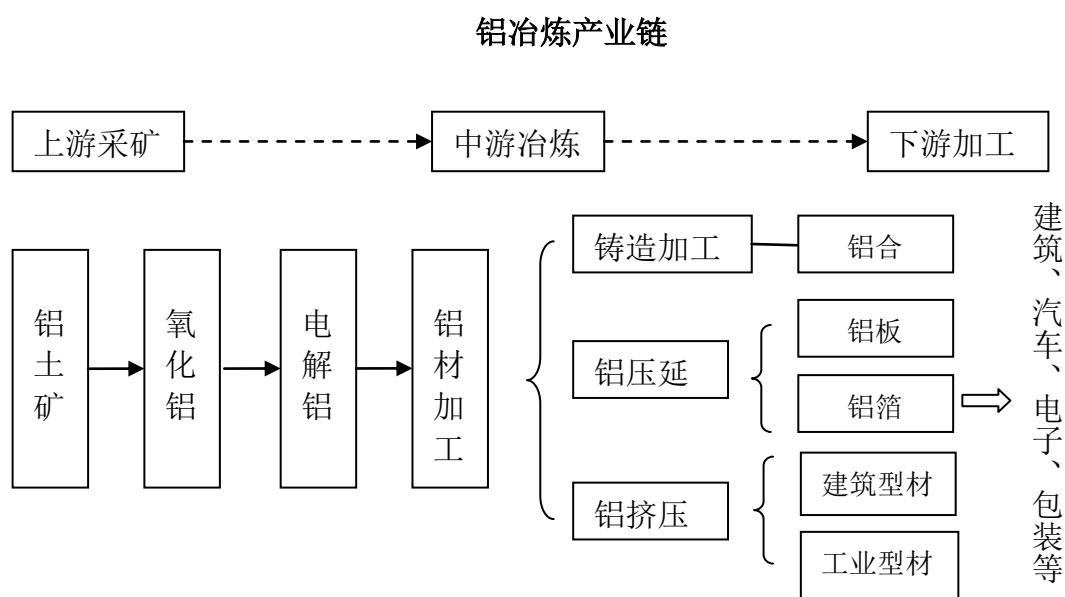 铝冶炼产业链
上游采矿
中游冶炼
下游加工
铝土矿
氧化铝
电解铝
铝材加工
铸造加工
铝合
铝压延
铝板
铝箔
铝挤压
建筑型材
工业型材
建筑、汽车、电子、包装等